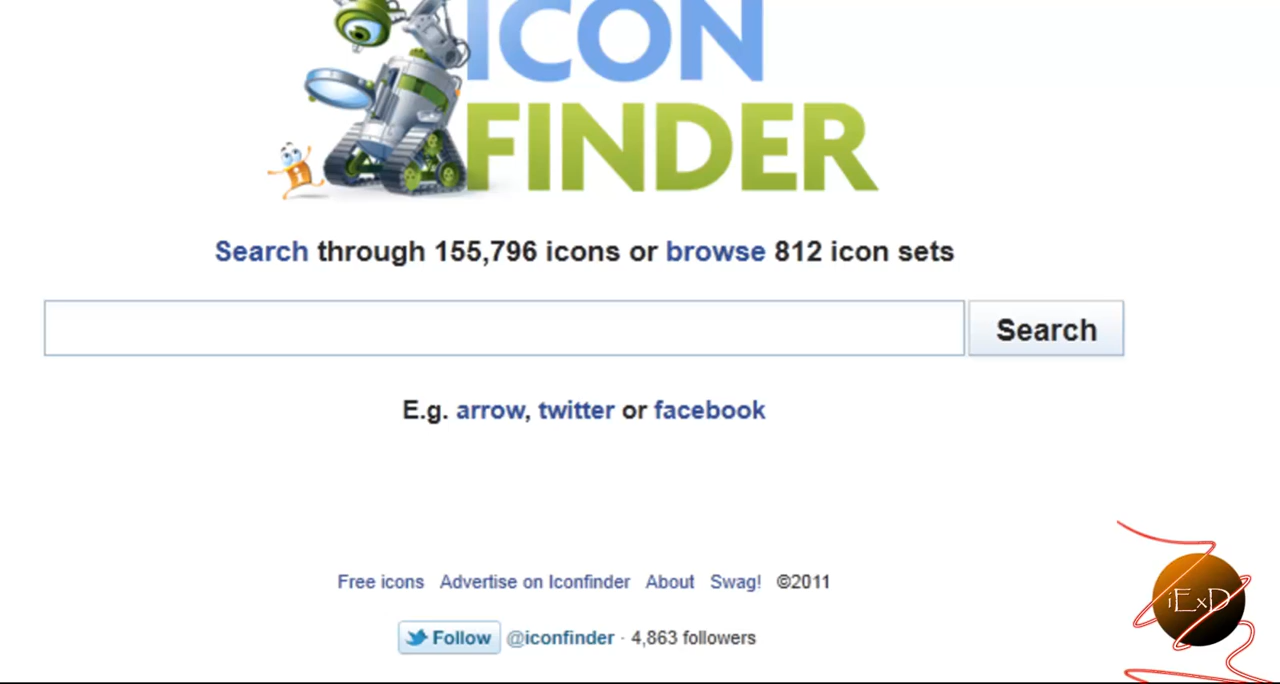 ICON
FINDER
Search through 155,796 icons or browse 812 icon sets
Search
E.g. arrow, twitter or facebook
Free icons Advertise on Iconfinder About Swag! ©2011
Follow @iconfinder · 4,863 followers
iExD